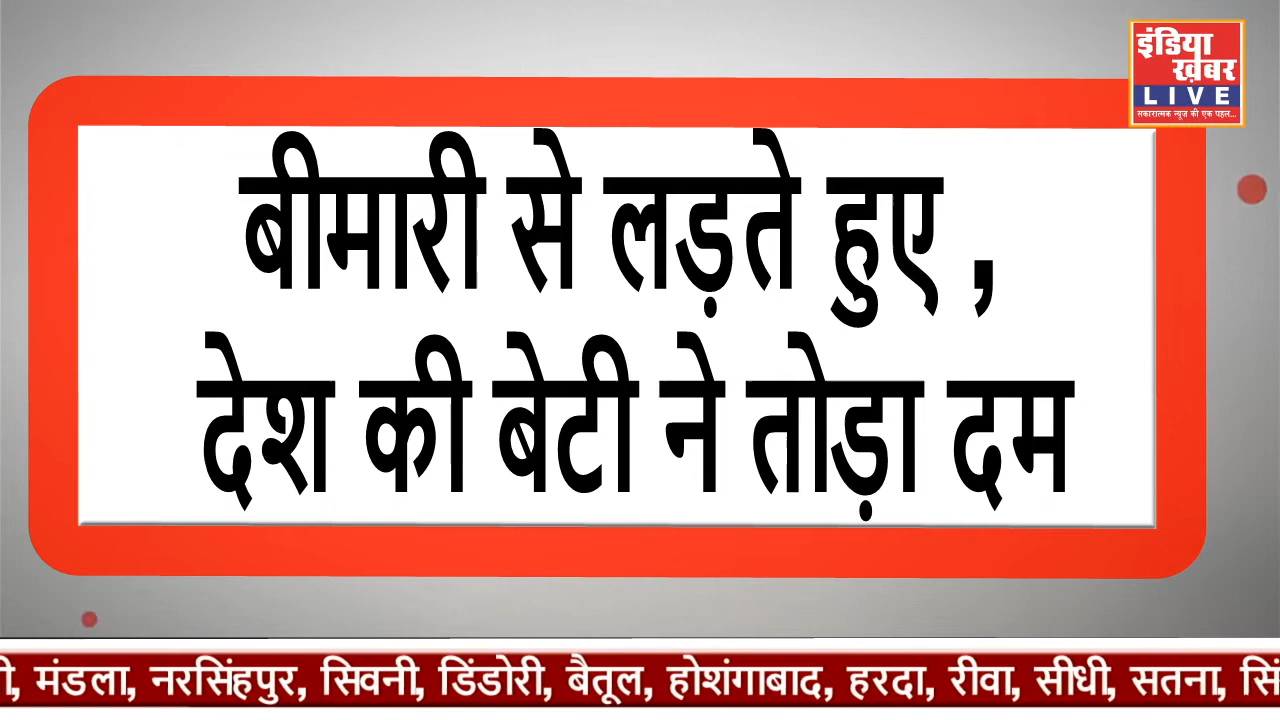 इंडिया
ख़बर
LIVE
सकारात्मक न्यूज की एक पहल...
बीमारी से लड़ते हुए ,
देश की बेटी ने तोड़ा दम
मंडला, नरसिंहपुर, सिवनी, डिंडोरी, बैतूल, होशंगाबाद, हरदा, रीवा, सीधी, सतना,